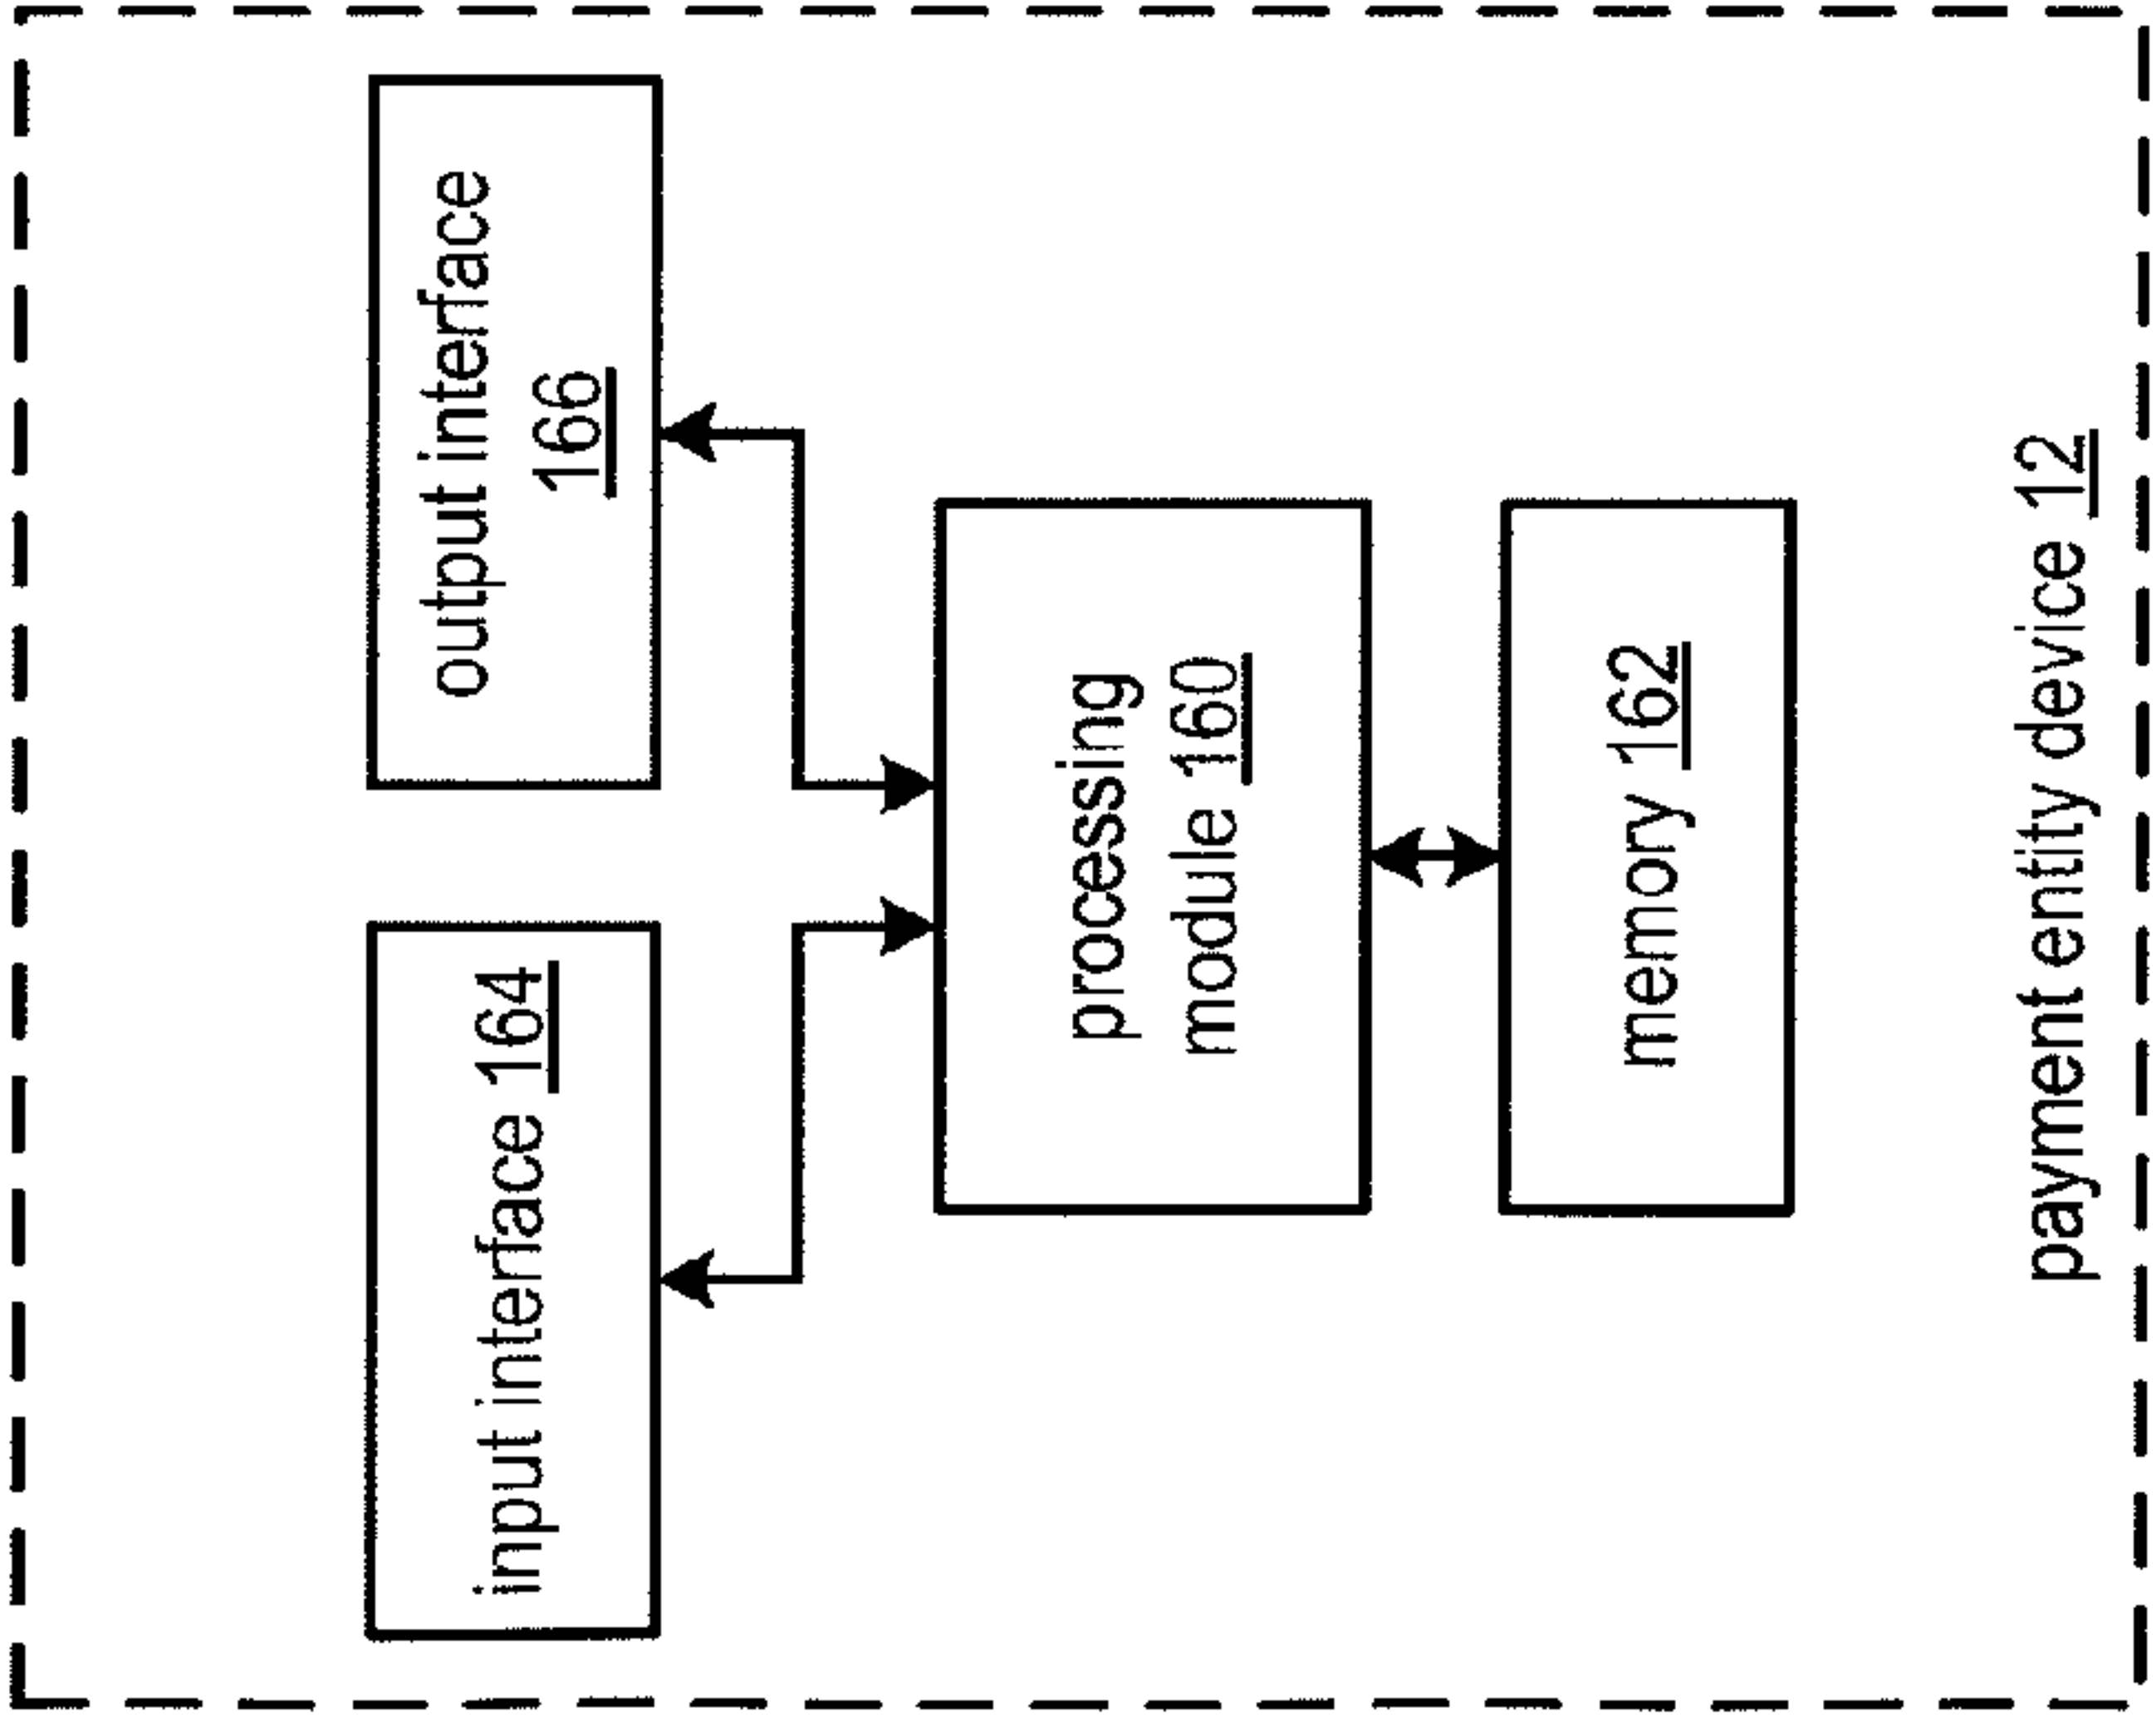 input interface 164
output interface
166
processing
module 160
memory 162
payment entity device 12